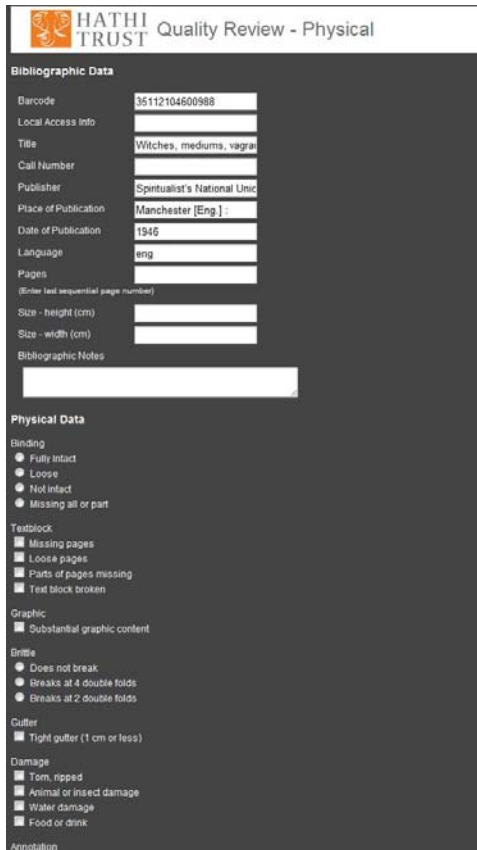 HATHI
TRUST
Quality Review - Physical
Bibliographic Data
Barcode 35112104600988
Local Access Info
Title Witches, mediums, vagra
Call Number
Publisher Spiritualist's National Unic
Place of Publication Manchester [Eng.] :
Date of Publication 1946
Language eng
Pages
(Enter last sequential page number)
Size - height (cm)
Size - width (cm)
Bibliographic Notes
Physical Data
Binding
Fully Intact
Loose
Not intact
Missing all or part
Textblock
Missing pages
Loose pages
Parts of pages missing
Text block broken
Graphic
Substantial graphic content
Brittle
Does not break
Breaks at 4 double folds
Breaks at 2 double folds
Gutter
Tight gutter (1 cm or less)
Damage
Torn, ripped
Animal or insect damage
Water damage
Food or drink
Annotation